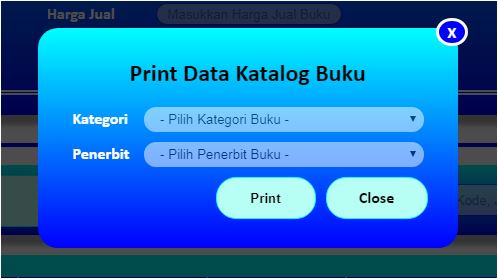 Harga Jual Masukkan Harga Jual Buku
X
Print Data Katalog Buku
Kategori - Pilih Kategori Buku -
Penerbit - Pilih Penerbit Buku -
Kode,
Print Close